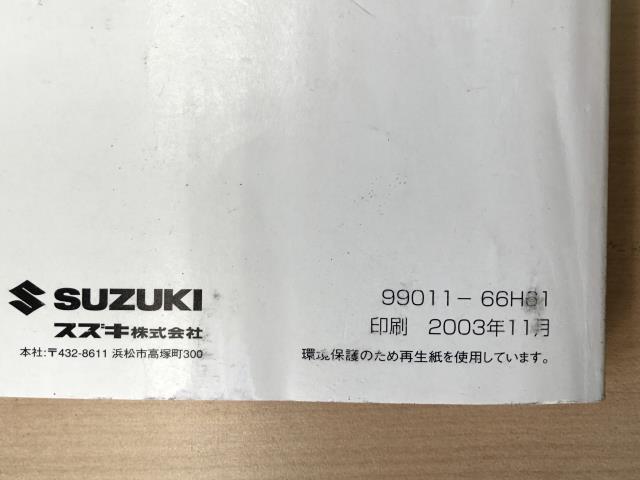 SUZUKI
スズキ株式会社
本社:〒432-8611 浜松市高塚町300
99011-66H81
印刷 2003年11月
環境保護のため再生紙を使用しています。